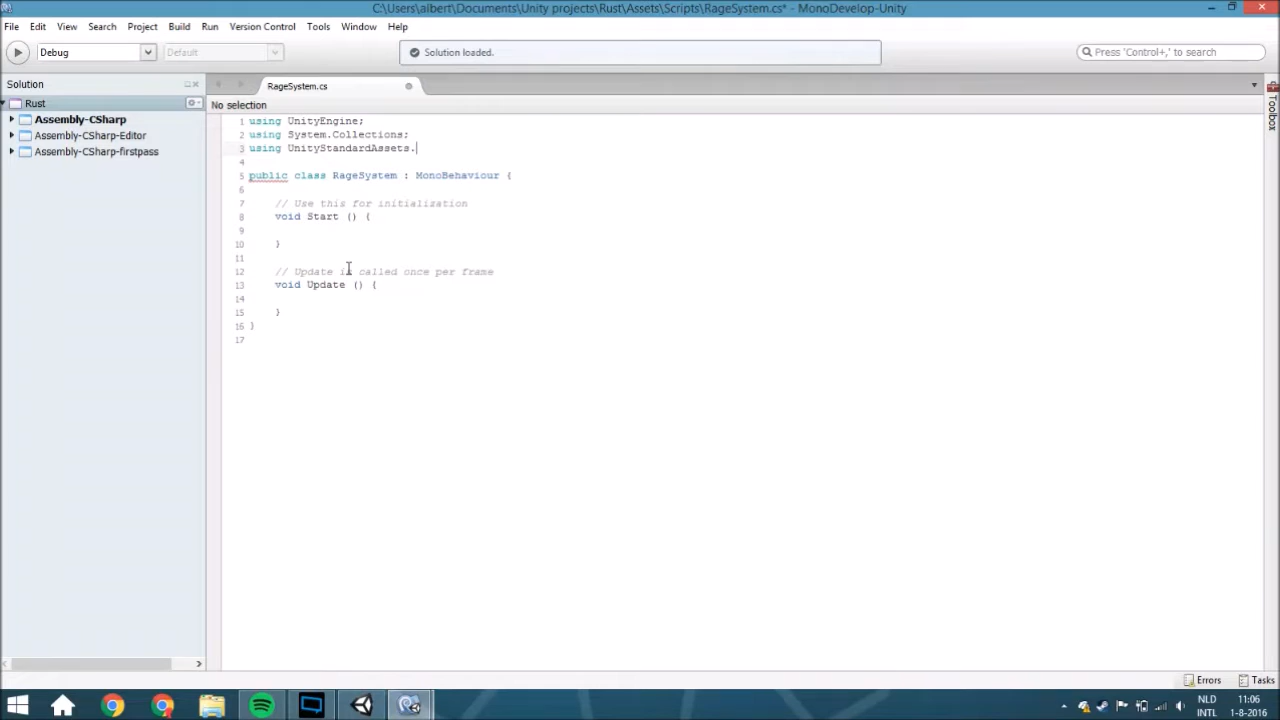 C:\Users\albert\Documents\Unity projects\Rust\Assets\Scripts\RageSystem.cs* - MonoDevelop-Unity
File Edit View Search Project Build Run Version Control Tools Window Help
Debug Default Solution loaded. Press 'Control+,' to search
Solution RageSystem.cs
Rust No selection
Assembly-CSharp
Assembly-CSharp-Editor
Assembly-CSharp-firstpass
1 using UnityEngine;
2 using System.Collections;
3 using UnityStandardAssets.
4
5 public class RageSystem : MonoBehaviour {
6
7 // Use this for initialization
8 void Start () {
9
10 }
11
12 // Update is called once per frame
13 void Update () {
14
15 }
16 }
17
Toolbox
Errors Tasks
NLD 11:06
INTL 1-8-2016